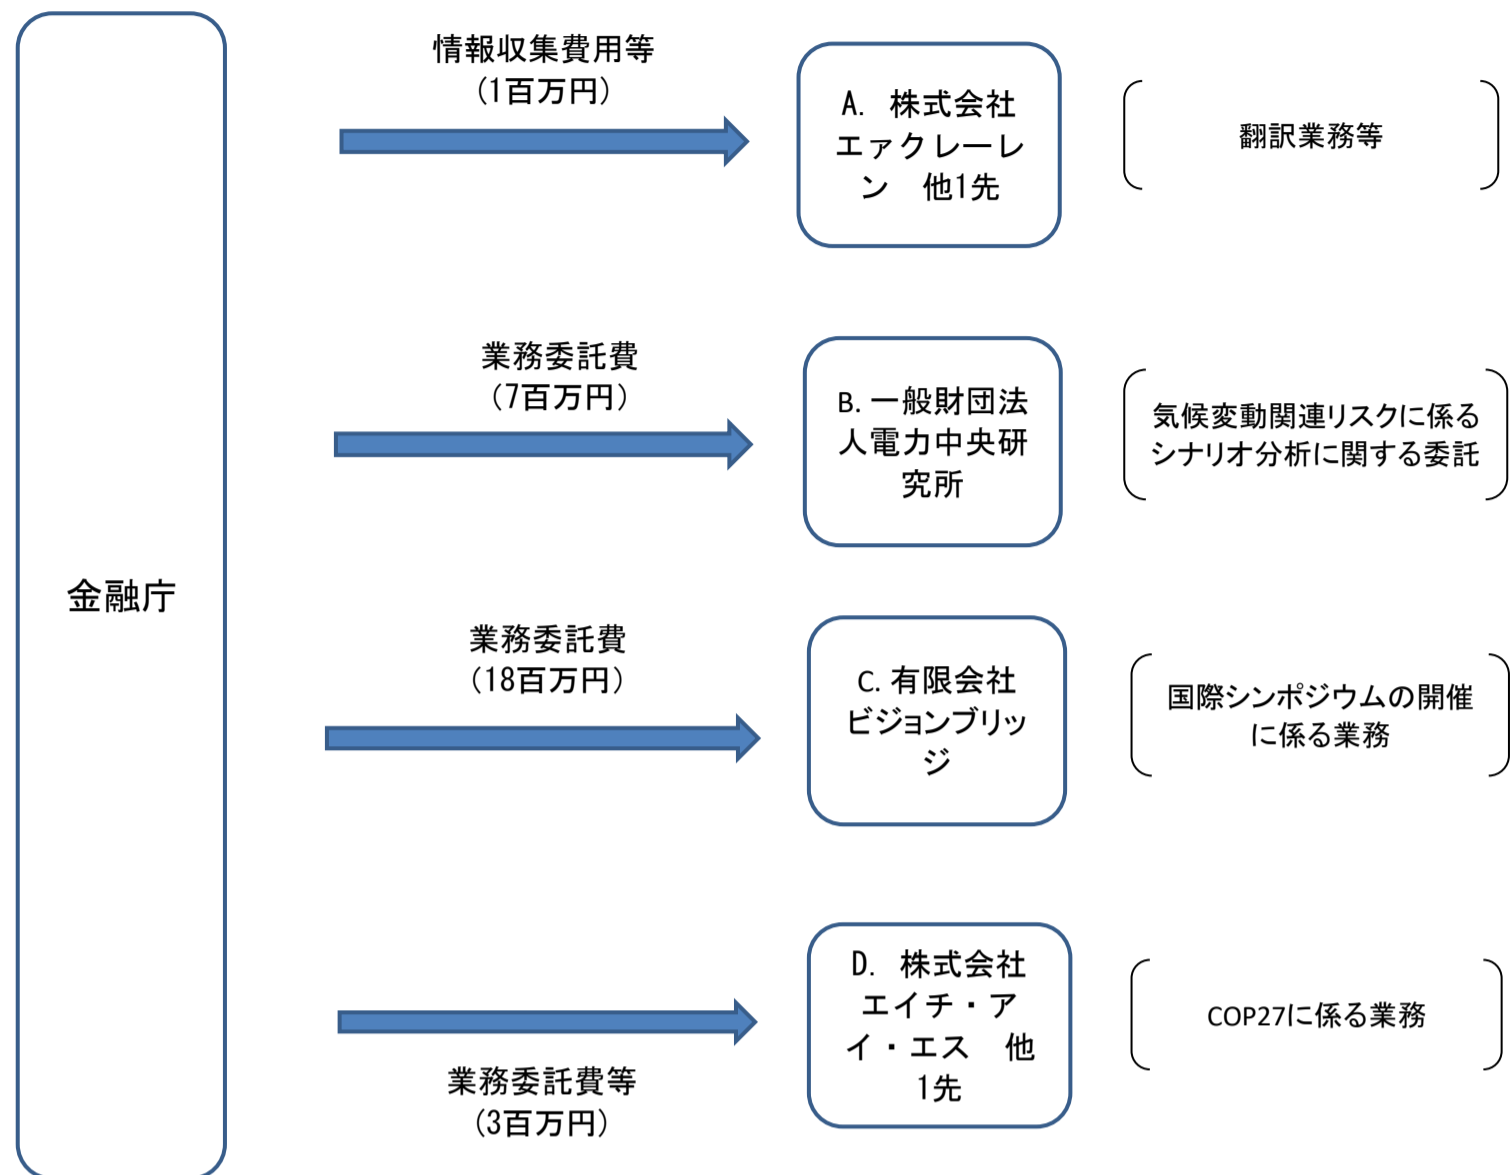 金融庁
情報収集費用等
(1百万円)
A. 株式会社
エァクレーレ
ン 他1先
翻訳業務等
業務委託費
(7百万円)
B. 一般財団法
人電力中央研
究所
気候変動関連リスクに係る
シナリオ分析に関する委託
業務委託費
(18百万円)
C. 有限会社
ビジョンブリッ
ジ
国際シンポジウムの開催
に係る業務
D. 株式会社
エイチ・ア
イ・エス 他
1先
業務委託費等
(3百万円)
COP27に係る業務